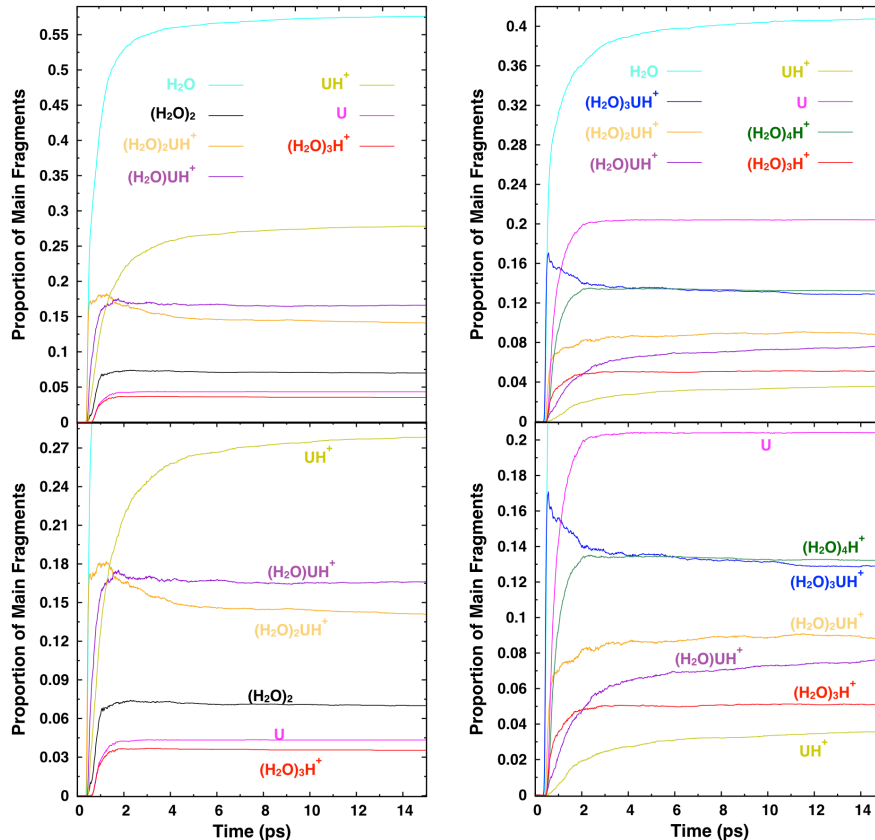 Proportion of Main Fragments
0.55
0.5
0.45
0.4
0.35
0.3
0.25
0.2
0.15
0.1
0.05
0
H₂O
(H₂O)₂
(H₂O)₂UH⁺
(H₂O)UH⁺
UH⁺
U
(H₂O)₃H⁺
Proportion of Main Fragments
0.4
0.36
0.32
0.28
0.24
0.2
0.16
0.12
0.08
0.04
0
H₂O
(H₂O)₃UH⁺
(H₂O)₂UH⁺
(H₂O)UH⁺
UH⁺
U
(H₂O)₄H⁺
(H₂O)₃H⁺
Proportion of Main Fragments
0.27
0.24
0.21
0.18
0.15
0.12
0.09
0.06
0.03
0
UH⁺
(H₂O)UH⁺
(H₂O)₂UH⁺
(H₂O)₂
U
(H₂O)₃H⁺
0 2 4 6 8 10 12 14
Time (ps)
Proportion of Main Fragments
0.2
0.18
0.16
0.14
0.12
0.1
0.08
0.06
0.04
0.02
0
U
(H₂O)₄H⁺
(H₂O)₃UH⁺
(H₂O)₂UH⁺
(H₂O)UH⁺
(H₂O)₃H⁺
UH⁺
0 2 4 6 8 10 12 14
Time (ps)